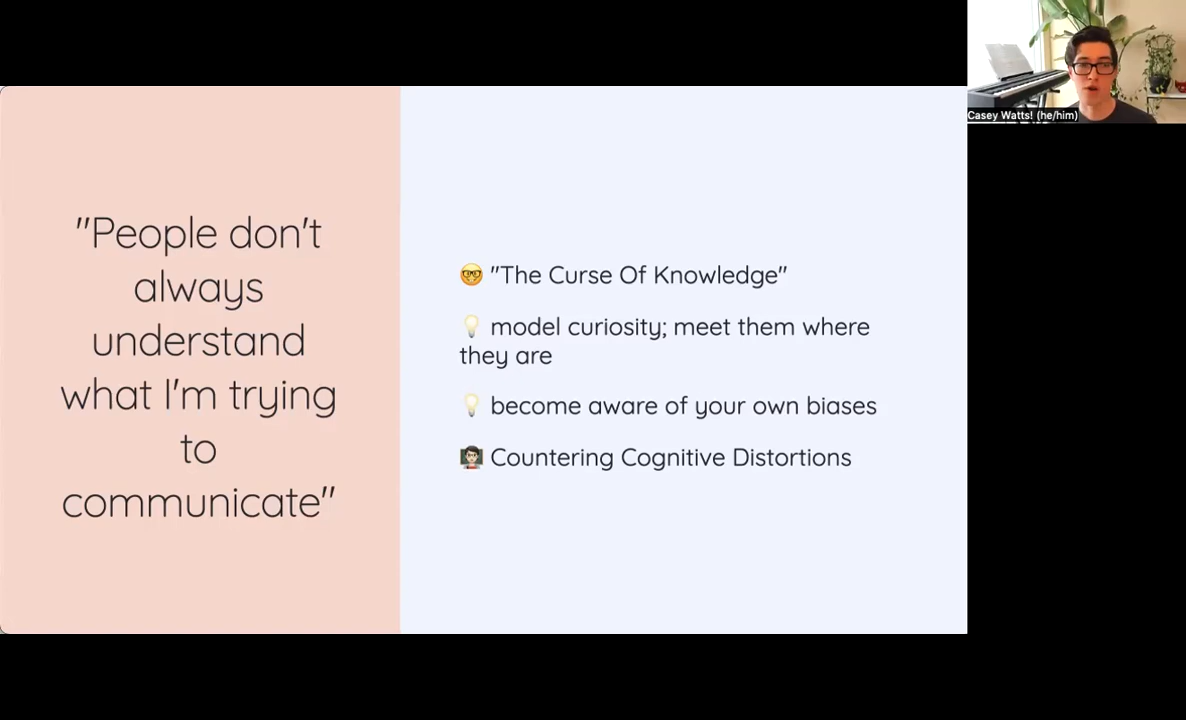 "People don't
always
understand
what I'm trying
to
communicate"
🤓 "The Curse Of Knowledge"
💡 model curiosity; meet them where
they are
💡 become aware of your own biases
👨🏻‍🏫 Countering Cognitive Distortions
Casey Watts! (he/him)